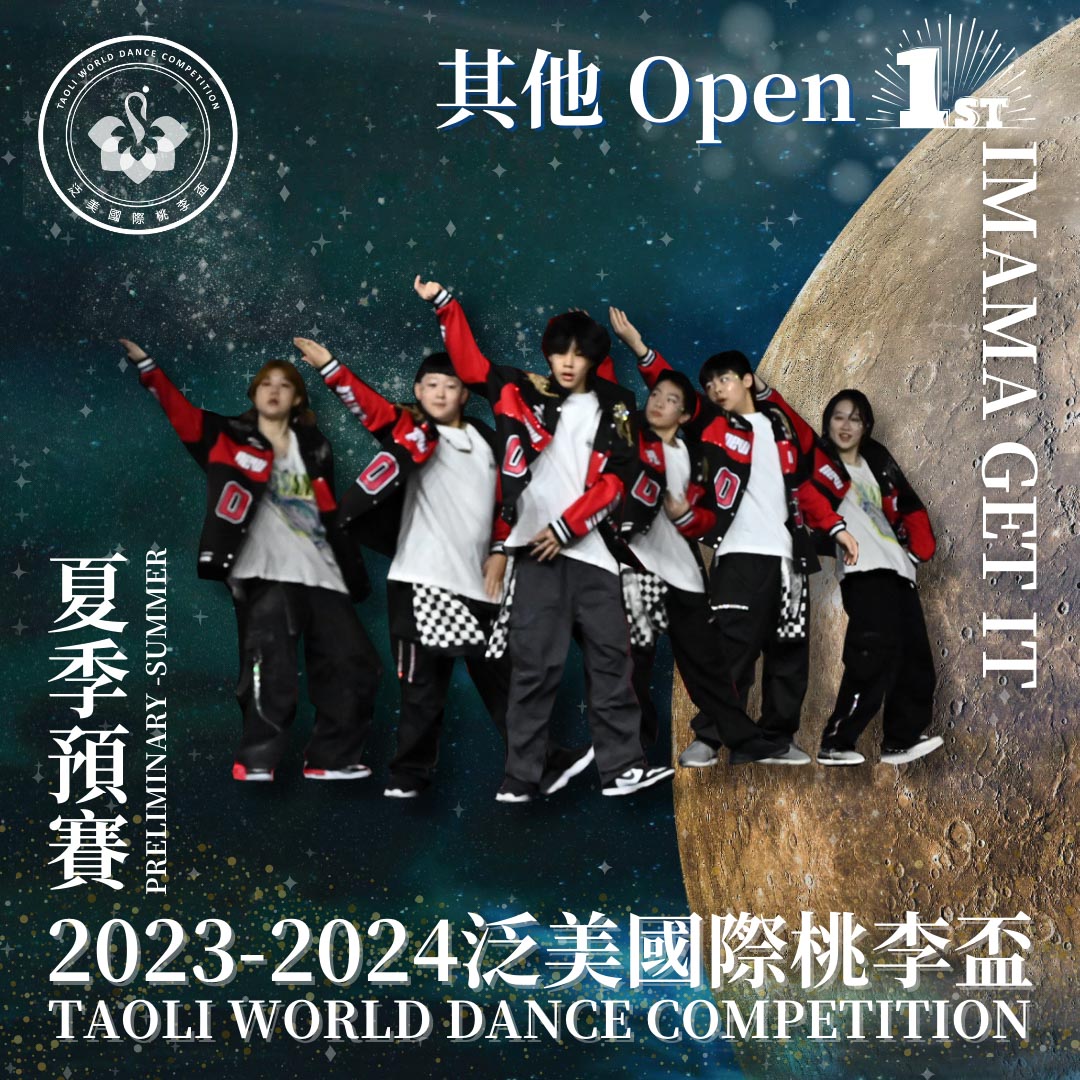 TAOLI WORLD DANCE COMPETITION
泛美國際桃李盃
其他 Open 1ST
IMAMA GET IT
夏季預賽
PRELIMINARY -SUMMER
2023-2024泛美國際桃李盃
TAOLI WORLD DANCE COMPETITION